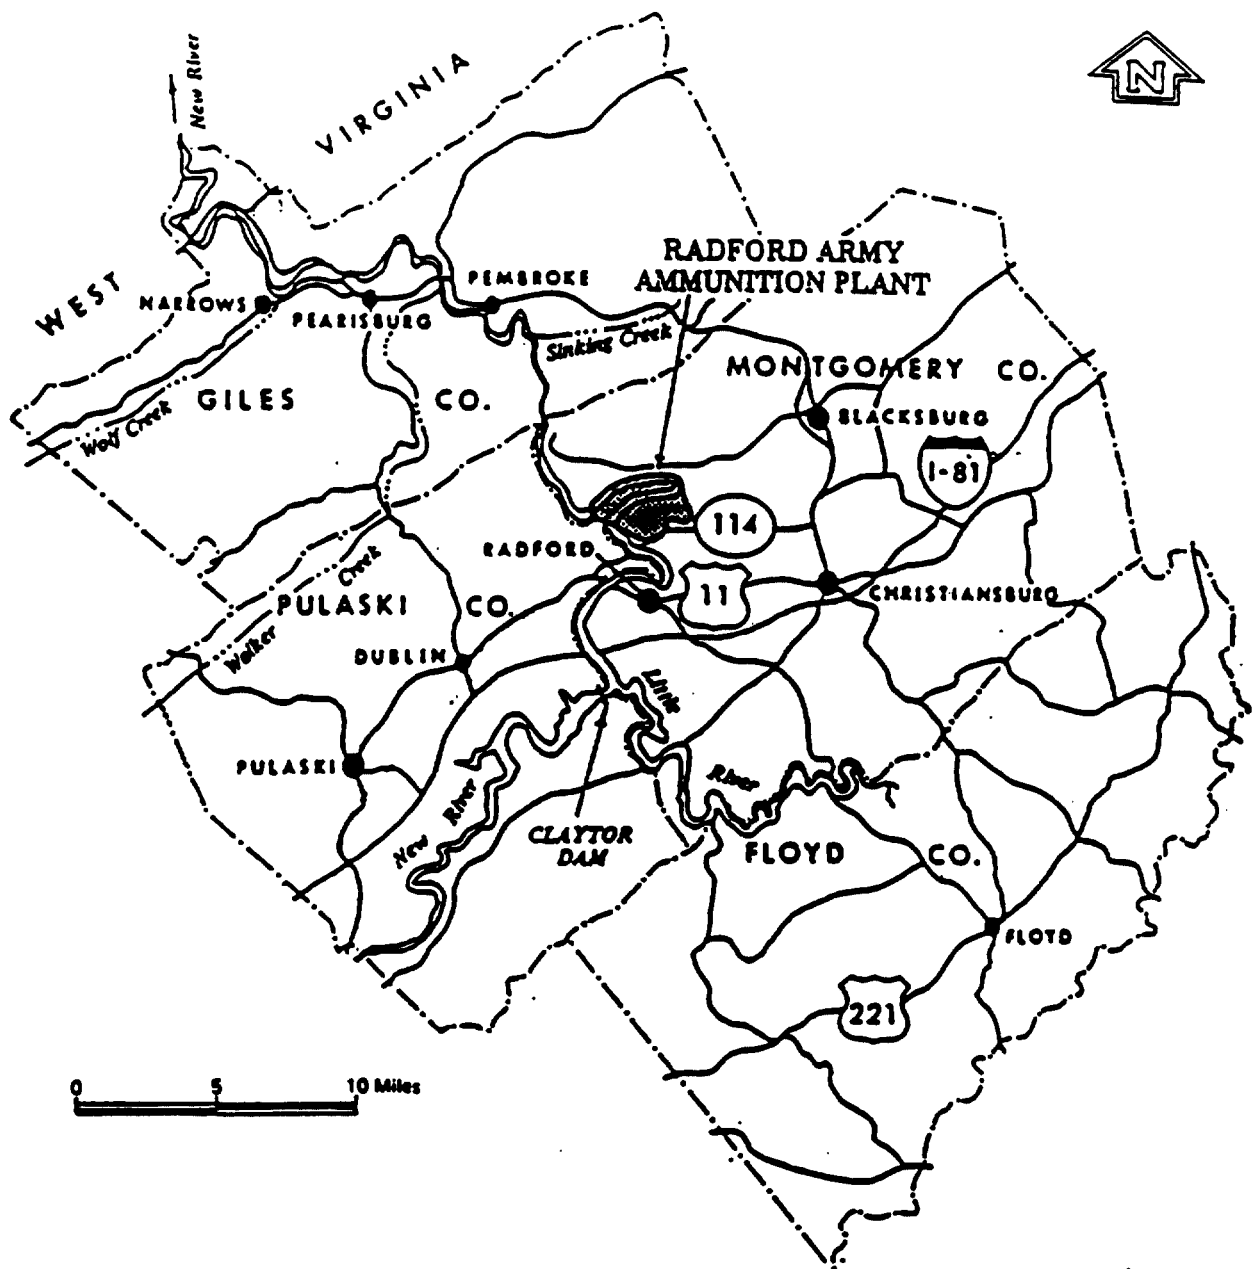 New River
VIRGINIA
N
WEST
RADFORD ARMY
AMMUNITION PLANT
PEMBROKE
NARROWS
PEARISBURG
Sinking Creek
MONTGOMERY CO.
GILES CO.
BLACKSBURG
Wolf Creek
I-81
114
RADFORD
Walker Creek
11
CHRISTIANSBURG
PULASKI CO.
DUBLIN
Little River
PULASKI
New River
CLAYTOR
DAM
FLOYD CO.
FLOYD
221
0 5 10 Miles